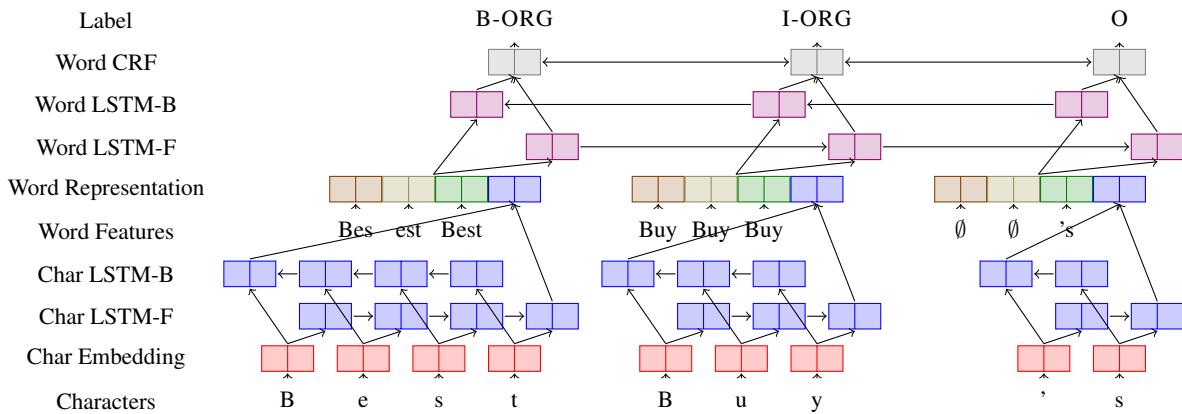 Label B-ORG I-ORG O
Word CRF
Word LSTM-B
Word LSTM-F
Word Representation
Word Features Bes est Best Buy Buy Buy ∅ ∅ 's
Char LSTM-B
Char LSTM-F
Char Embedding
Characters B e s t B u y ' s